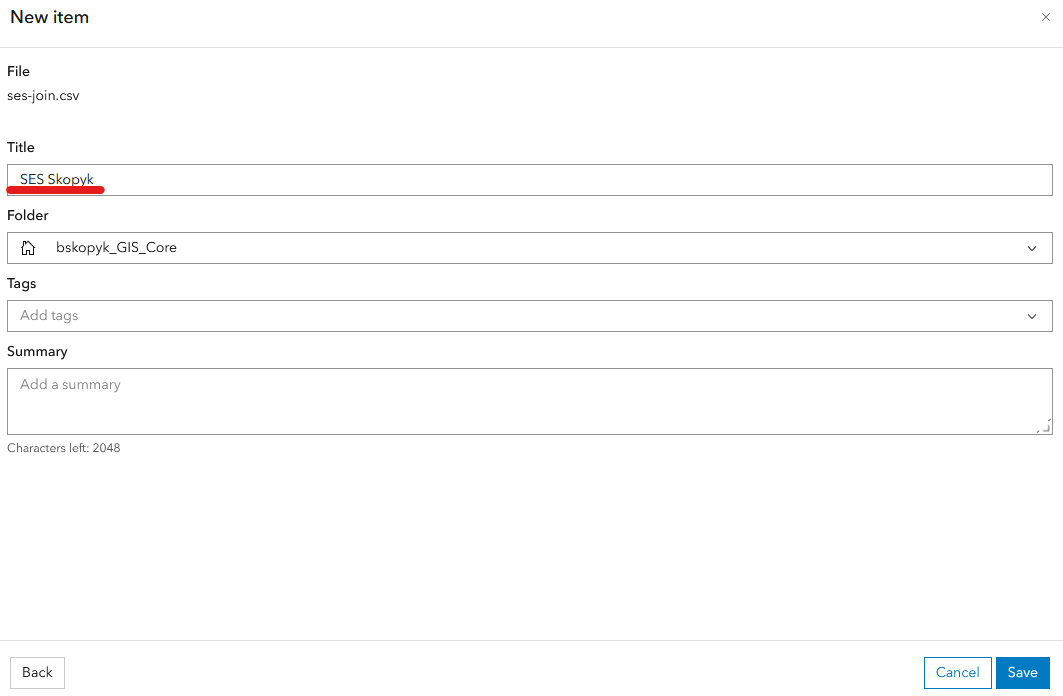 New item
File
ses-join.csv
Title
SES Skopyk
Folder
bskopyk_GIS_Core
Tags
Add tags
Summary
Add a summary
Characters left: 2048
Back
Cancel
Save